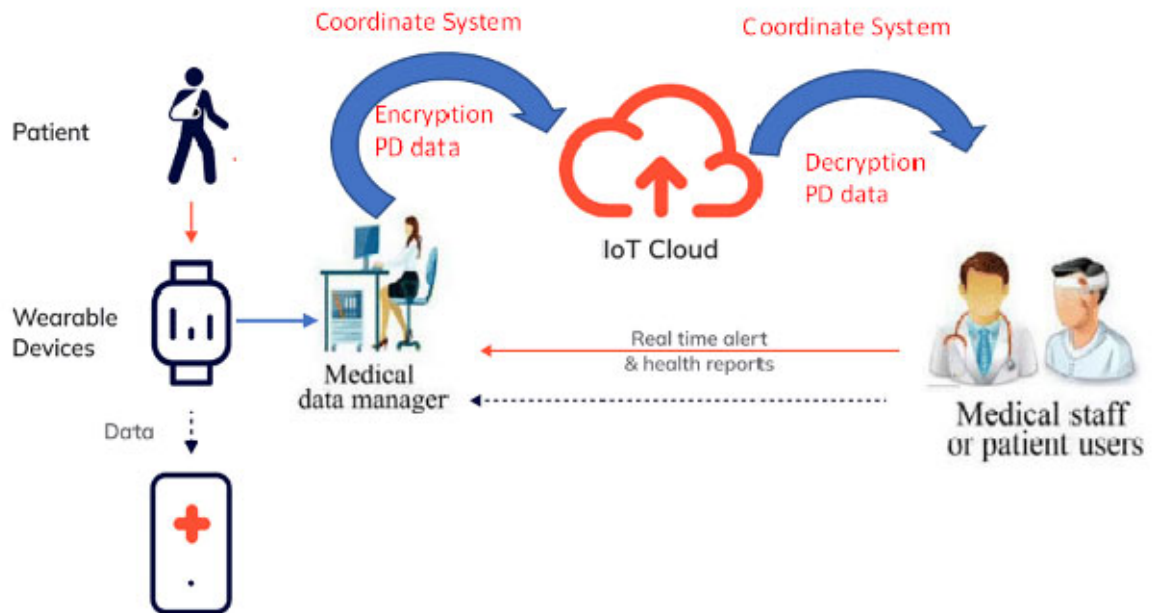 Coordinate System
Coordinate System
Patient
Encryption
PD data
Decryption
PD data
IoT Cloud
Wearable
Devices
Real time alert
& health reports
Medical
data manager
Medical staff
or patient users
Data